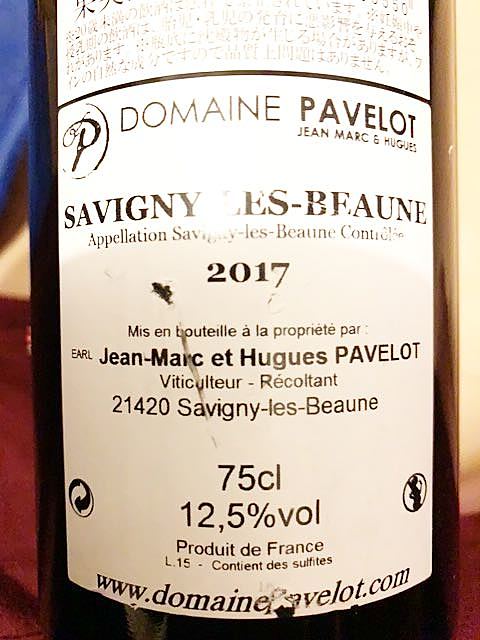 DOMAINE PAVELOT
JEAN MARC & HUGUES
SAVIGNY LES-BEAUNE
Appellation Savigny-les-Beaune Contrôlée
2017
Mis en bouteille à la propriété par :
EARL Jean-Marc et Hugues PAVELOT
Viticulteur - Récoltant
21420 Savigny-les-Beaune
75cl
12,5%vol
Produit de France
L.15 - Contient des sulfites
www.domainepavelot.com